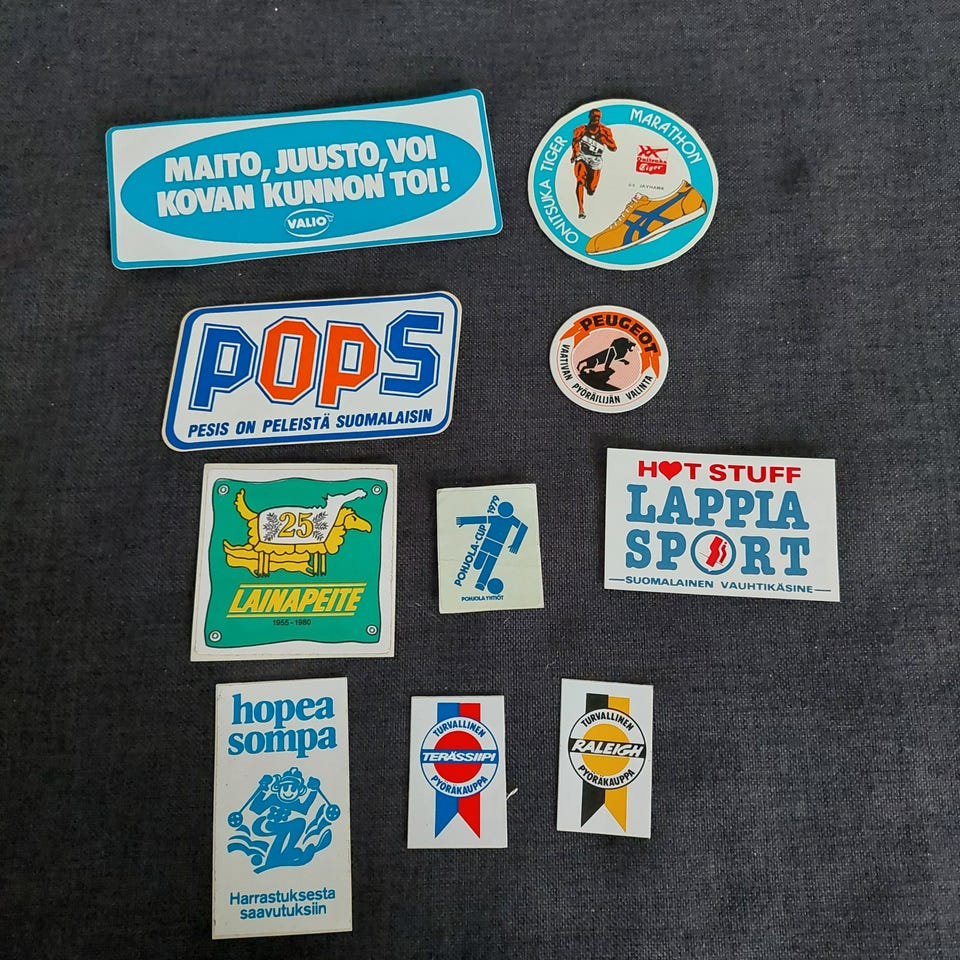 MAITO, JUUSTO, VOI
KOVAN KUNNON TOI!
VALIO
ONITSUKA TIGER MARATHON
Onitsuka
Tiger
JAYHAWK
POPS
PESIS ON PELEISTÄ SUOMALAISIN
PEUGEOT
VAATIVAN PYÖRÄILIJÄN VALINTA
25
LAINAPEITE
1955-1980
POHJOLA-CUP 1979
POHJOLA YHTIÖT
HOT STUFF
LAPPIA
SPORT
SUOMALAINEN VAUHTIKÄSINE
hopea
sompa
Harrastuksesta
saavutuksiin
TURVALLINEN
TERÄSSIIPI
PYÖRÄKAUPPA
TURVALLINEN
RALEIGH
PYÖRÄKAUPPA